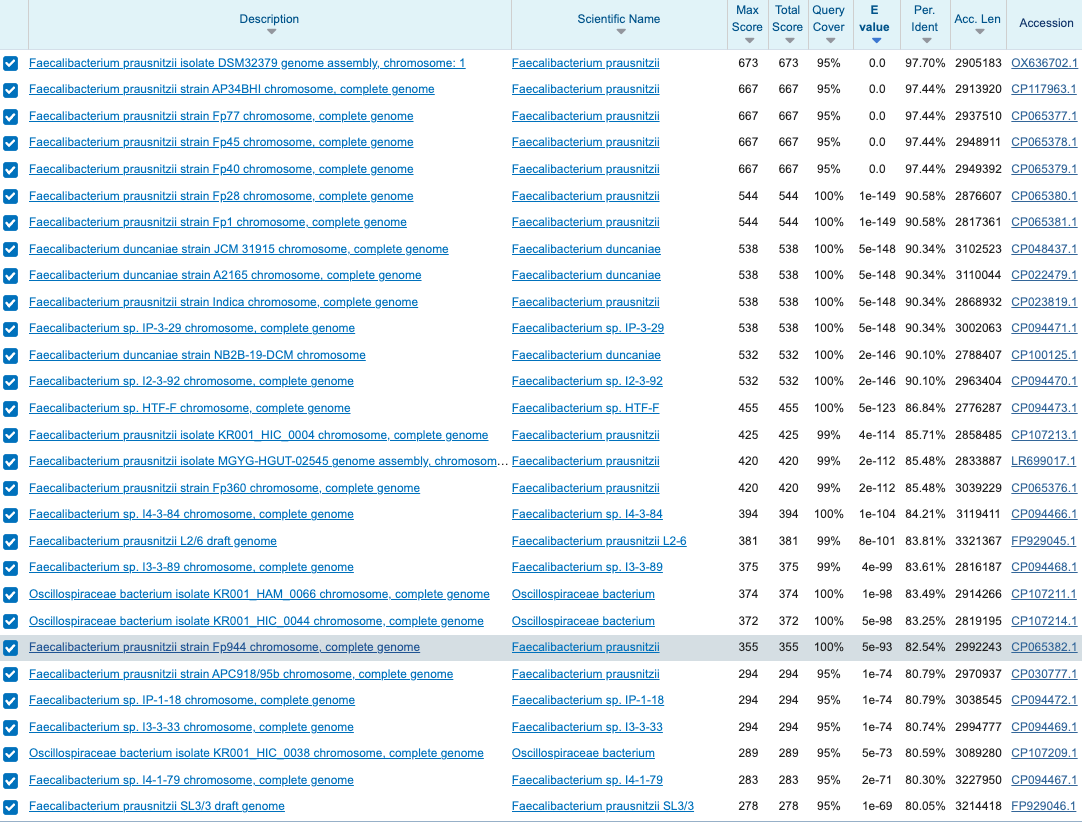 Description Scientific Name Max Score Total Score Query Cover E value Per. Ident Acc. Len Accession
Faecalibacterium prausnitzii isolate DSM32379 genome assembly, chromosome: 1 Faecalibacterium prausnitzii 673 673 95% 0.0 97.70% 2905183 OX636702.1
Faecalibacterium prausnitzii strain AP34BHI chromosome, complete genome Faecalibacterium prausnitzii 667 667 95% 0.0 97.44% 2913920 CP117963.1
Faecalibacterium prausnitzii strain Fp77 chromosome, complete genome Faecalibacterium prausnitzii 667 667 95% 0.0 97.44% 2937510 CP065377.1
Faecalibacterium prausnitzii strain Fp45 chromosome, complete genome Faecalibacterium prausnitzii 667 667 95% 0.0 97.44% 2948911 CP065378.1
Faecalibacterium prausnitzii strain Fp40 chromosome, complete genome Faecalibacterium prausnitzii 667 667 95% 0.0 97.44% 2949392 CP065379.1
Faecalibacterium prausnitzii strain Fp28 chromosome, complete genome Faecalibacterium prausnitzii 544 544 100% 1e-149 90.58% 2876607 CP065380.1
Faecalibacterium prausnitzii strain Fp1 chromosome, complete genome Faecalibacterium prausnitzii 544 544 100% 1e-149 90.58% 2817361 CP065381.1
Faecalibacterium duncaniae strain JCM 31915 chromosome, complete genome Faecalibacterium duncaniae 538 538 100% 5e-148 90.34% 3102523 CP048437.1
Faecalibacterium duncaniae strain A2165 chromosome, complete genome Faecalibacterium duncaniae 538 538 100% 5e-148 90.34% 3110044 CP022479.1
Faecalibacterium prausnitzii strain Indica chromosome, complete genome Faecalibacterium prausnitzii 538 538 100% 5e-148 90.34% 2868932 CP023819.1
Faecalibacterium sp. IP-3-29 chromosome, complete genome Faecalibacterium sp. IP-3-29 538 538 100% 5e-148 90.34% 3002063 CP094471.1
Faecalibacterium duncaniae strain NB2B-19-DCM chromosome Faecalibacterium duncaniae 532 532 100% 2e-146 90.10% 2788407 CP100125.1
Faecalibacterium sp. I2-3-92 chromosome, complete genome Faecalibacterium sp. I2-3-92 532 532 100% 2e-146 90.10% 2963404 CP094470.1
Faecalibacterium sp. HTF-F chromosome, complete genome Faecalibacterium sp. HTF-F 455 455 100% 5e-123 86.84% 2776287 CP094473.1
Faecalibacterium prausnitzii isolate KR001_HIC_0004 chromosome, complete genome Faecalibacterium prausnitzii 425 425 99% 4e-114 85.71% 2858485 CP107213.1
Faecalibacterium prausnitzii isolate MGYG-HGUT-02545 genome assembly, chromosom... Faecalibacterium prausnitzii 420 420 99% 2e-112 85.48% 2833887 LR699017.1
Faecalibacterium prausnitzii strain Fp360 chromosome, complete genome Faecalibacterium prausnitzii 420 420 99% 2e-112 85.48% 3039229 CP065376.1
Faecalibacterium sp. I4-3-84 chromosome, complete genome Faecalibacterium sp. I4-3-84 394 394 100% 1e-104 84.21% 3119411 CP094466.1
Faecalibacterium prausnitzii L2/6 draft genome Faecalibacterium prausnitzii L2-6 381 381 99% 8e-101 83.81% 3321367 FP929045.1
Faecalibacterium sp. I3-3-89 chromosome, complete genome Faecalibacterium sp. I3-3-89 375 375 99% 4e-99 83.61% 2816187 CP094468.1
Oscillospiraceae bacterium isolate KR001_HAM_0066 chromosome, complete genome Oscillospiraceae bacterium 374 374 100% 1e-98 83.49% 2914266 CP107211.1
Oscillospiraceae bacterium isolate KR001_HIC_0044 chromosome, complete genome Oscillospiraceae bacterium 372 372 100% 5e-98 83.25% 2819195 CP107214.1
Faecalibacterium prausnitzii strain Fp944 chromosome, complete genome Faecalibacterium prausnitzii 355 355 100% 5e-93 82.54% 2992243 CP065382.1
Faecalibacterium prausnitzii strain APC918/95b chromosome, complete genome Faecalibacterium prausnitzii 294 294 95% 1e-74 80.79% 2970937 CP030777.1
Faecalibacterium sp. IP-1-18 chromosome, complete genome Faecalibacterium sp. IP-1-18 294 294 95% 1e-74 80.79% 3038545 CP094472.1
Faecalibacterium sp. I3-3-33 chromosome, complete genome Faecalibacterium sp. I3-3-33 294 294 95% 1e-74 80.74% 2994777 CP094469.1
Oscillospiraceae bacterium isolate KR001_HIC_0038 chromosome, complete genome Oscillospiraceae bacterium 289 289 95% 5e-73 80.59% 3089280 CP107209.1
Faecalibacterium sp. I4-1-79 chromosome, complete genome Faecalibacterium sp. I4-1-79 283 283 95% 2e-71 80.30% 3227950 CP094467.1
Faecalibacterium prausnitzii SL3/3 draft genome Faecalibacterium prausnitzii SL3/3 278 278 95% 1e-69 80.05% 3214418 FP929046.1